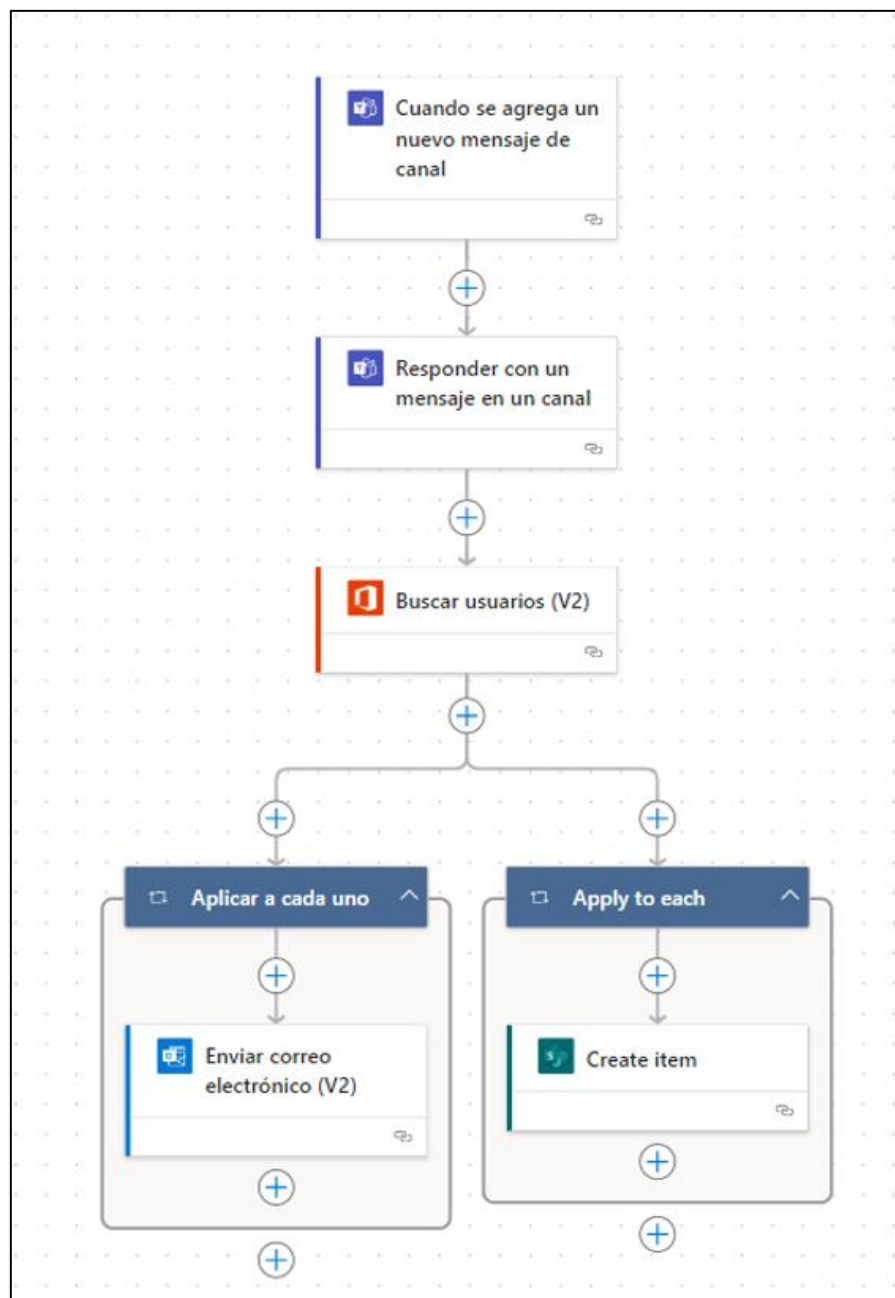 Cuando se agrega un
nuevo mensaje de
canal
Responder con un
mensaje en un canal
Buscar usuarios (V2)
Aplicar a cada uno
Apply to each
Enviar correo
electrónico (V2)
Create item